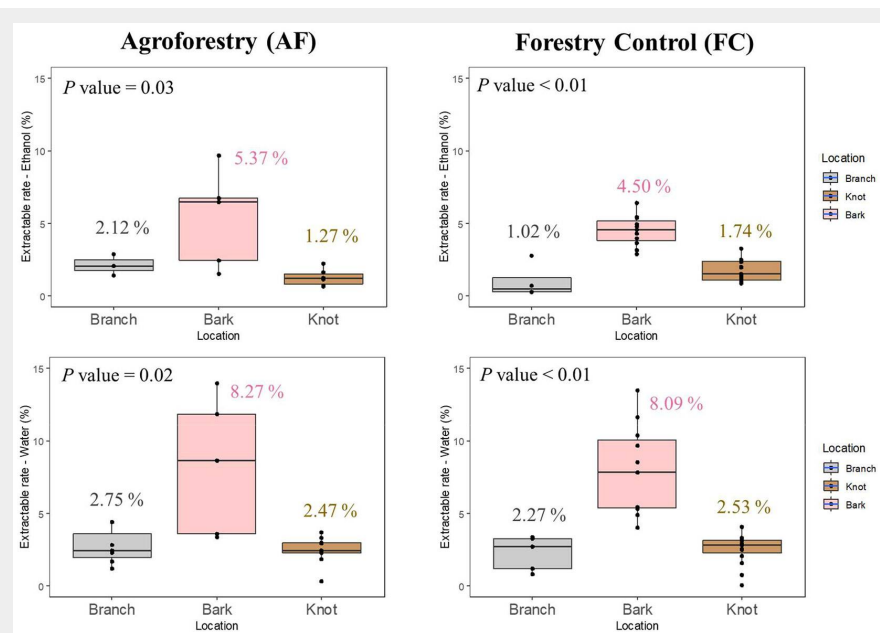 Agroforestry (AF)
Forestry Control (FC)
Extractable rate - Ethanol (%)
15
10
5
0
P value = 0.03
2.12 %
5.37 %
1.27 %
Branch
Bark
Knot
Location
Extractable rate - Ethanol (%)
15
10
5
0
P value < 0.01
1.02 %
4.50 %
1.74 %
Branch
Bark
Knot
Location
Location
Branch
Knot
Bark
Extractable rate - Water (%)
15
10
5
0
P value = 0.02
2.75 %
8.27 %
2.47 %
Branch
Bark
Knot
Location
Extractable rate - Water (%)
15
10
5
0
P value < 0.01
2.27 %
8.09 %
2.53 %
Branch
Bark
Knot
Location
Location
Branch
Knot
Bark